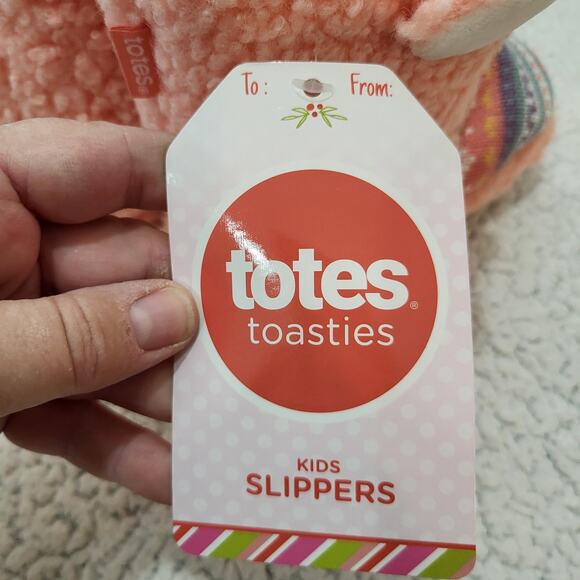 totes®
To: From:
totes®
toasties
KIDS
SLIPPERS